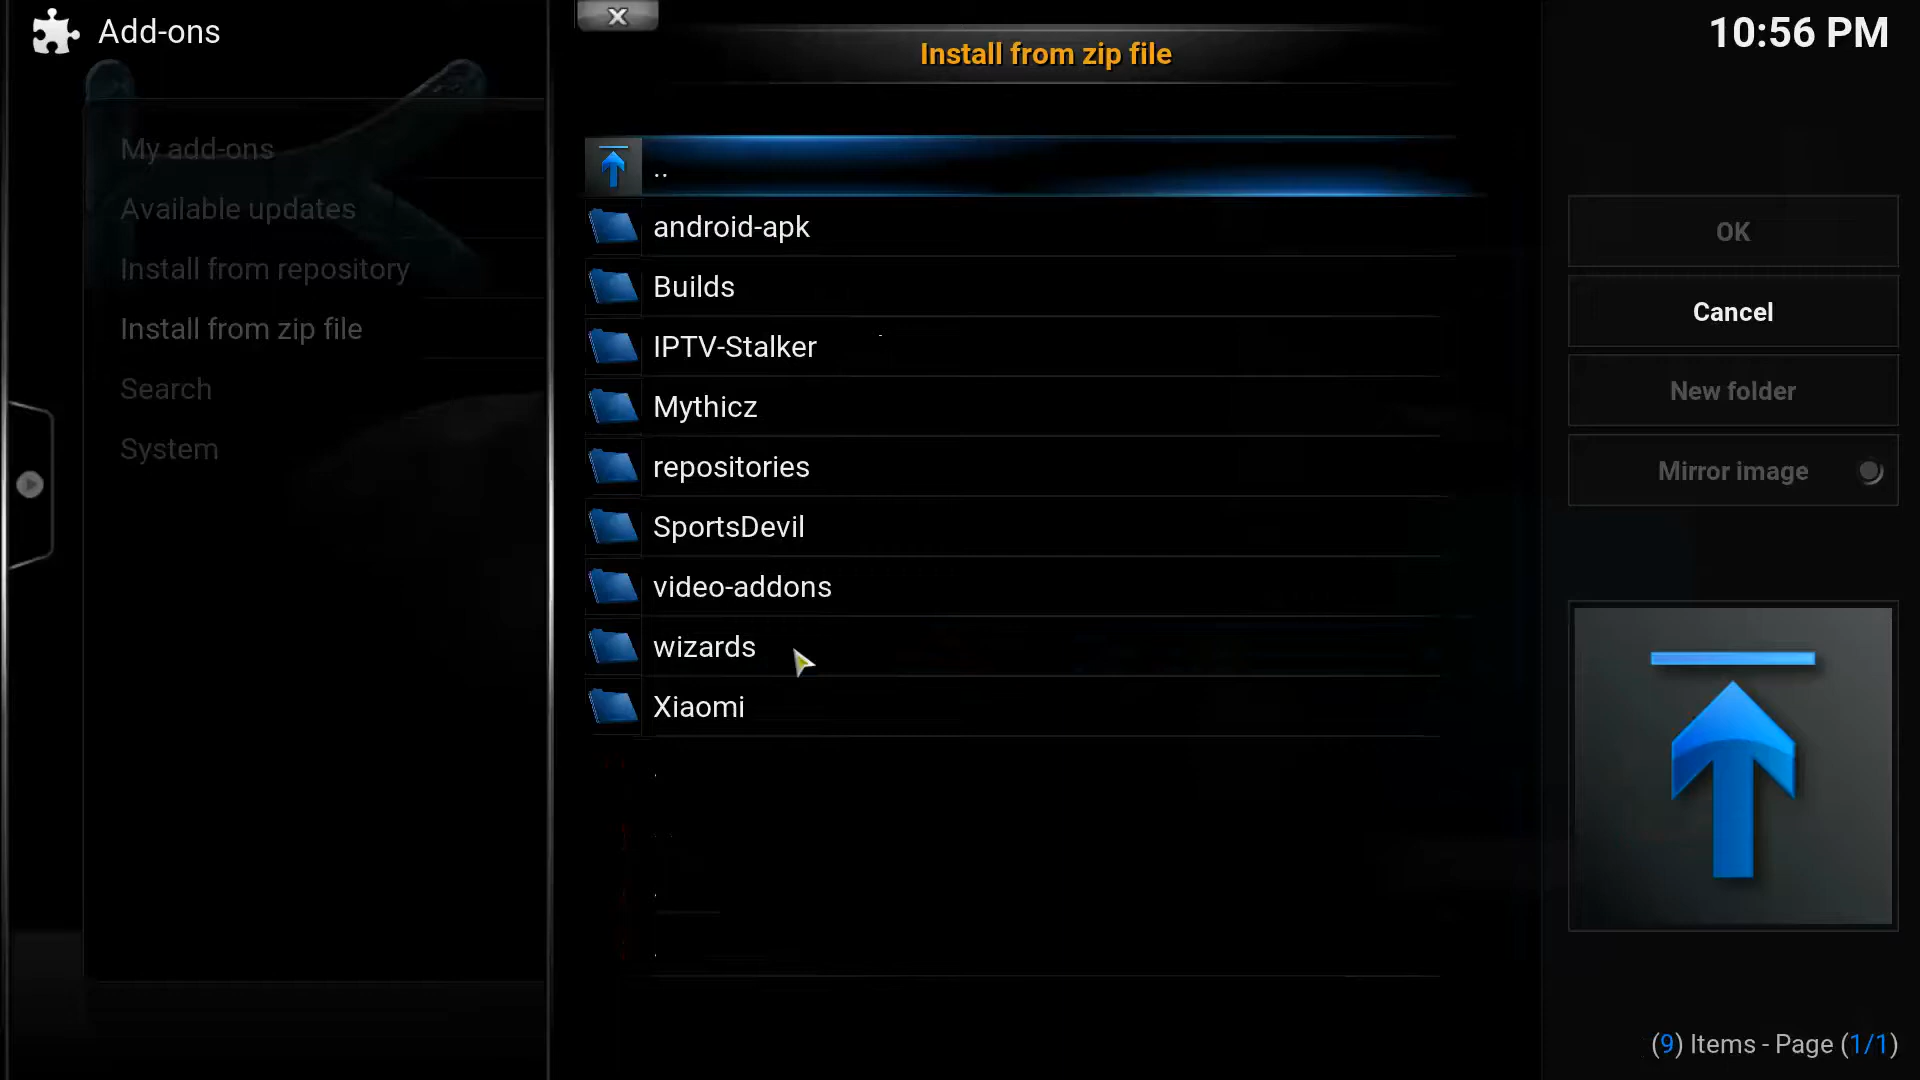 Add-ons
X
10:56 PM
Install from zip file
My add-ons
Available updates
Install from repository
Install from zip file
Search
System
..
android-apk
Builds
IPTV-Stalker
Mythicz
repositories
SportsDevil
video-addons
wizards
Xiaomi
OK
Cancel
New folder
Mirror image
(9) Items - Page (1/1)